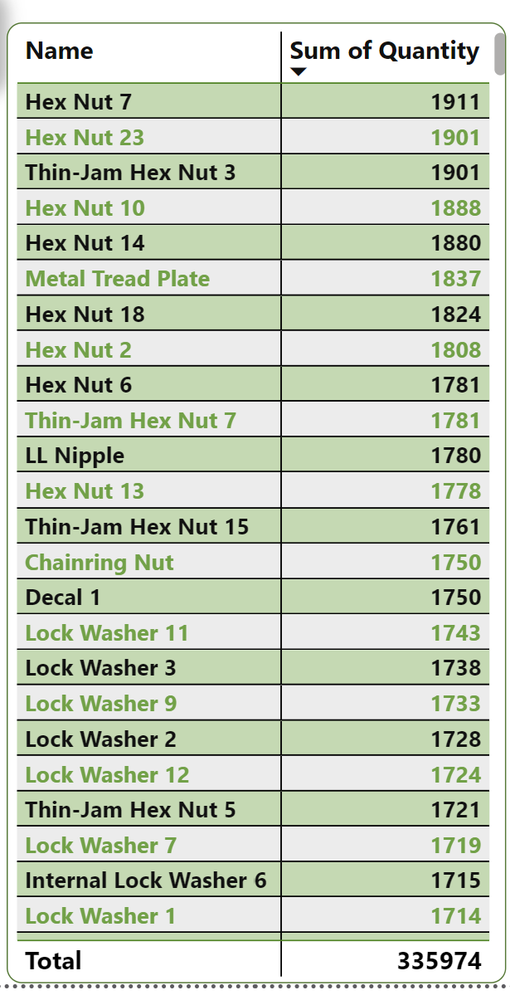 Name Sum of Quantity
Hex Nut 7 1911
Hex Nut 23 1901
Thin-Jam Hex Nut 3 1901
Hex Nut 10 1888
Hex Nut 14 1880
Metal Tread Plate 1837
Hex Nut 18 1824
Hex Nut 2 1808
Hex Nut 6 1781
Thin-Jam Hex Nut 7 1781
LL Nipple 1780
Hex Nut 13 1778
Thin-Jam Hex Nut 15 1761
Chainring Nut 1750
Decal 1 1750
Lock Washer 11 1743
Lock Washer 3 1738
Lock Washer 9 1733
Lock Washer 2 1728
Lock Washer 12 1724
Thin-Jam Hex Nut 5 1721
Lock Washer 7 1719
Internal Lock Washer 6 1715
Lock Washer 1 1714
Total 335974